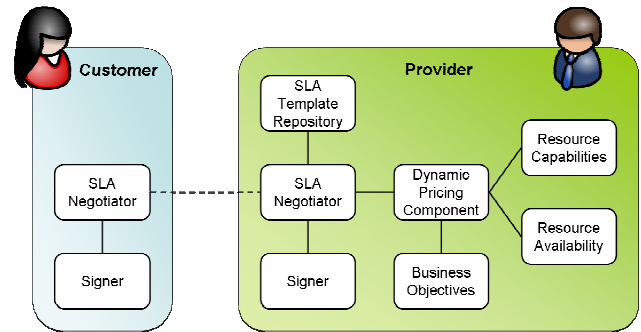 Customer
Provider
SLA
Template
Repository
Resource
Capabilities
SLA
Negotiator
SLA
Negotiator
Dynamic
Pricing
Component
Resource
Availability
Signer
Signer
Business
Objectives